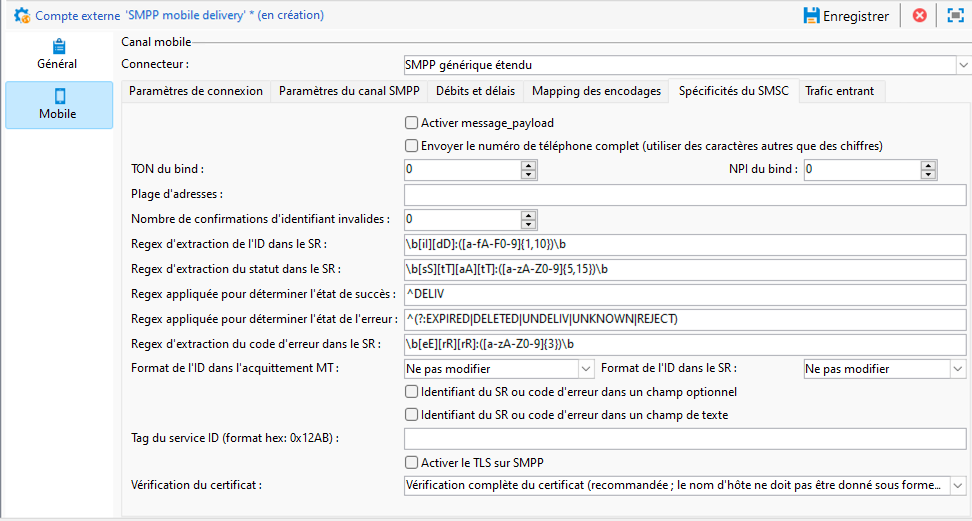 Compte externe 'SMPP mobile delivery' * (en création)
Enregistrer
Général
Mobile
Canal mobile
Connecteur : SMPP générique étendu
Paramètres de connexion Paramètres du canal SMPP Débits et délais Mapping des encodages Spécificités du SMSC Trafic entrant
Activer message_payload
Envoyer le numéro de téléphone complet (utiliser des caractères autres que des chiffres)
TON du bind : 0 NPI du bind : 0
Plage d'adresses :
Nombre de confirmations d'identifiant invalides : 0
Regex d'extraction de l'ID dans le SR : \b[iI][dD]:([a-fA-F0-9]{1,10})\b
Regex d'extraction du statut dans le SR : \b[sS][tT][aA][tT]:([a-zA-Z0-9]{5,15})\b
Regex appliquée pour déterminer l'état de succès : ^DELIV
Regex appliquée pour déterminer l'état de l'erreur : ^(?:EXPIRED|DELETED|UNDELIV|UNKNOWN|REJECT)
Regex d'extraction du code d'erreur dans le SR : \b[eE][rR][rR]:([a-zA-Z0-9]{3})\b
Format de l'ID dans l'acquittement MT : Ne pas modifier Format de l'ID dans le SR : Ne pas modifier
Identifiant du SR ou code d'erreur dans un champ optionnel
Identifiant du SR ou code d'erreur dans un champ de texte
Tag du service ID (format hex: 0x12AB) :
Activer le TLS sur SMPP
Vérification du certificat : Vérification complète du certificat (recommandée ; le nom d'hôte ne doit pas être donné sous forme...